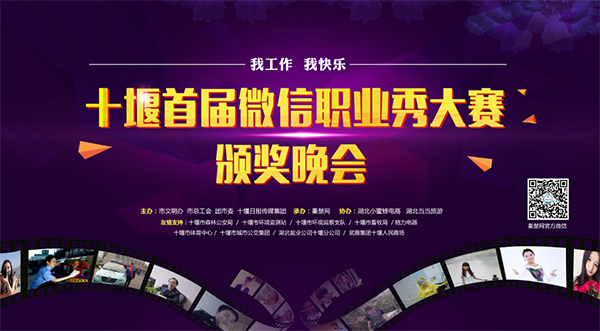 我工作 我快乐
十堰首届微信职业秀大赛
颁奖晚会
主办：市文明办 市总工会 团市委 十堰日报传媒集团 承办：秦楚网 协办：湖北小蜜蜂电商 湖北当当旅游
友情支持：十堰市森林公安局 / 十堰市环境监测站 / 十堰市环境监察支队 / 十堰市畜牧局 / 格力电器
十堰市体育中心 / 十堰市城市公交集团 / 湖北盐业公司十堰分公司 / 武商集团十堰人民商场
秦楚网官方微信